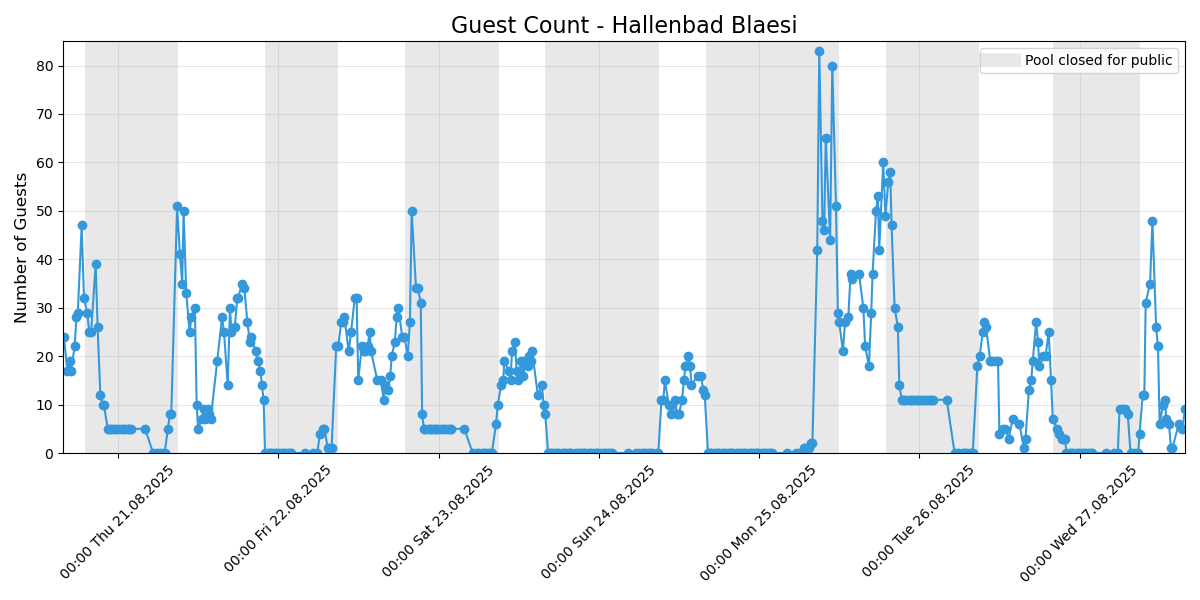 Guest Count - Hallenbad Blaesi
Pool closed for public
Number of Guests
80
70
60
50
40
30
20
10
0
00:00 Thu 21.08.2025
00:00 Fri 22.08.2025
00:00 Sat 23.08.2025
00:00 Sun 24.08.2025
00:00 Mon 25.08.2025
00:00 Tue 26.08.2025
00:00 Wed 27.08.2025